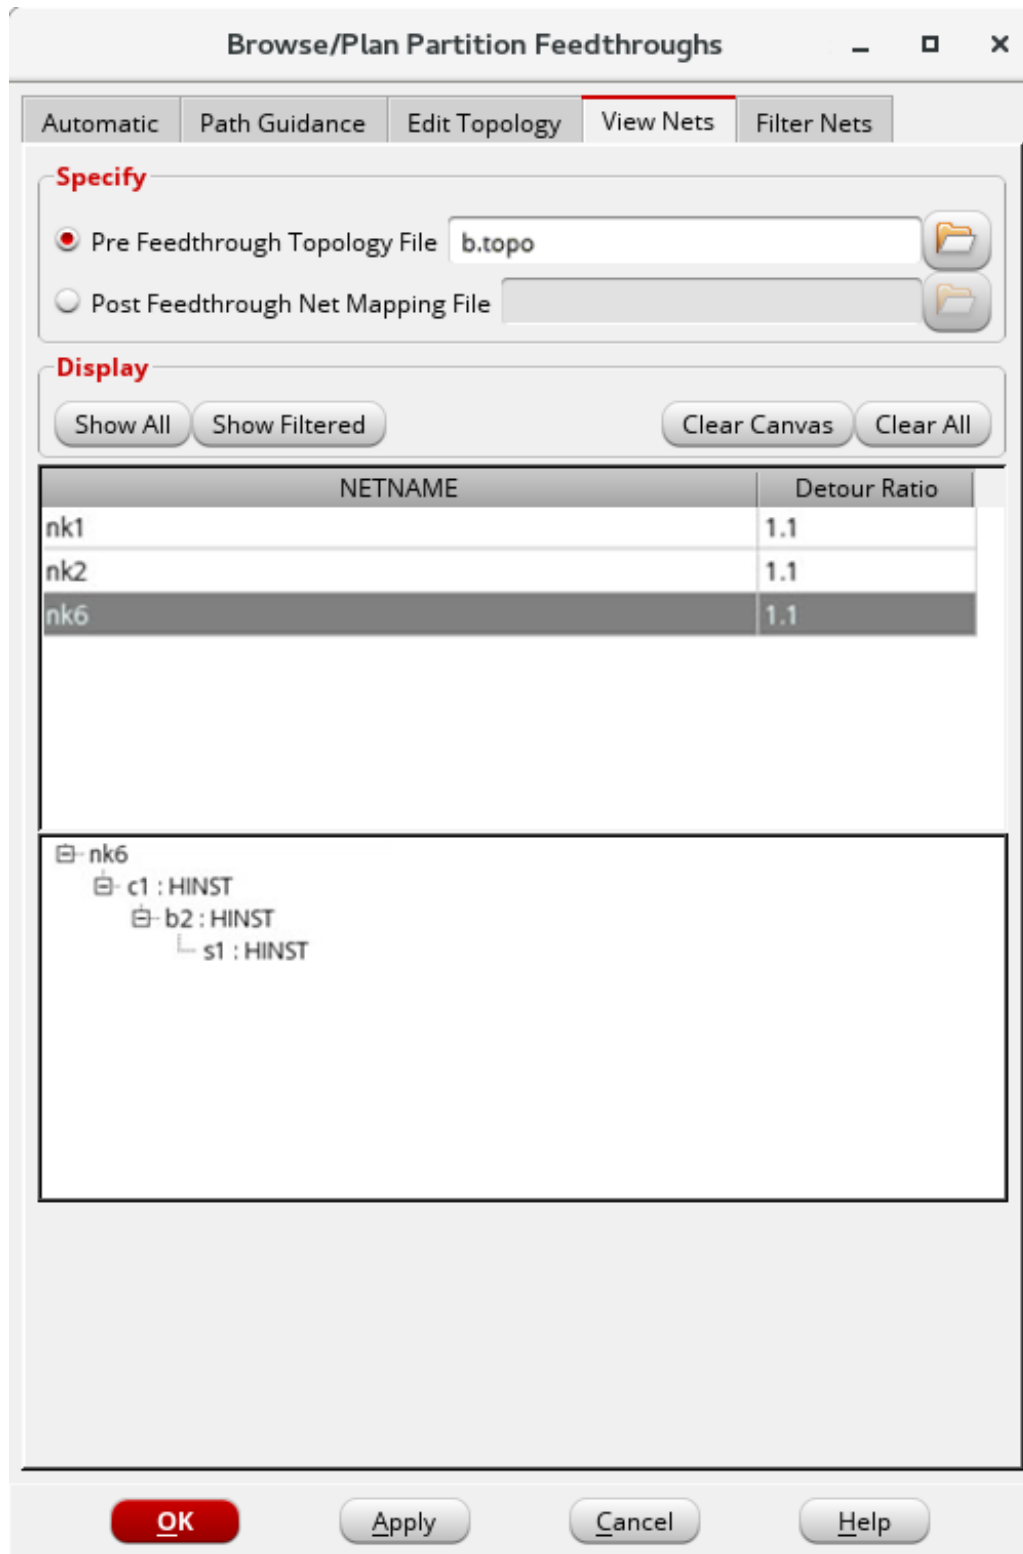 Browse/Plan Partition Feedthroughs
Automatic Path Guidance Edit Topology View Nets Filter Nets
Specify
Pre Feedthrough Topology File b.topo
Post Feedthrough Net Mapping File
Display
Show All Show Filtered Clear Canvas Clear All
NETNAME Detour Ratio
nk1 1.1
nk2 1.1
nk6 1.1
nk6
c1 : HINST
b2 : HINST
s1 : HINST
OK Apply Cancel Help